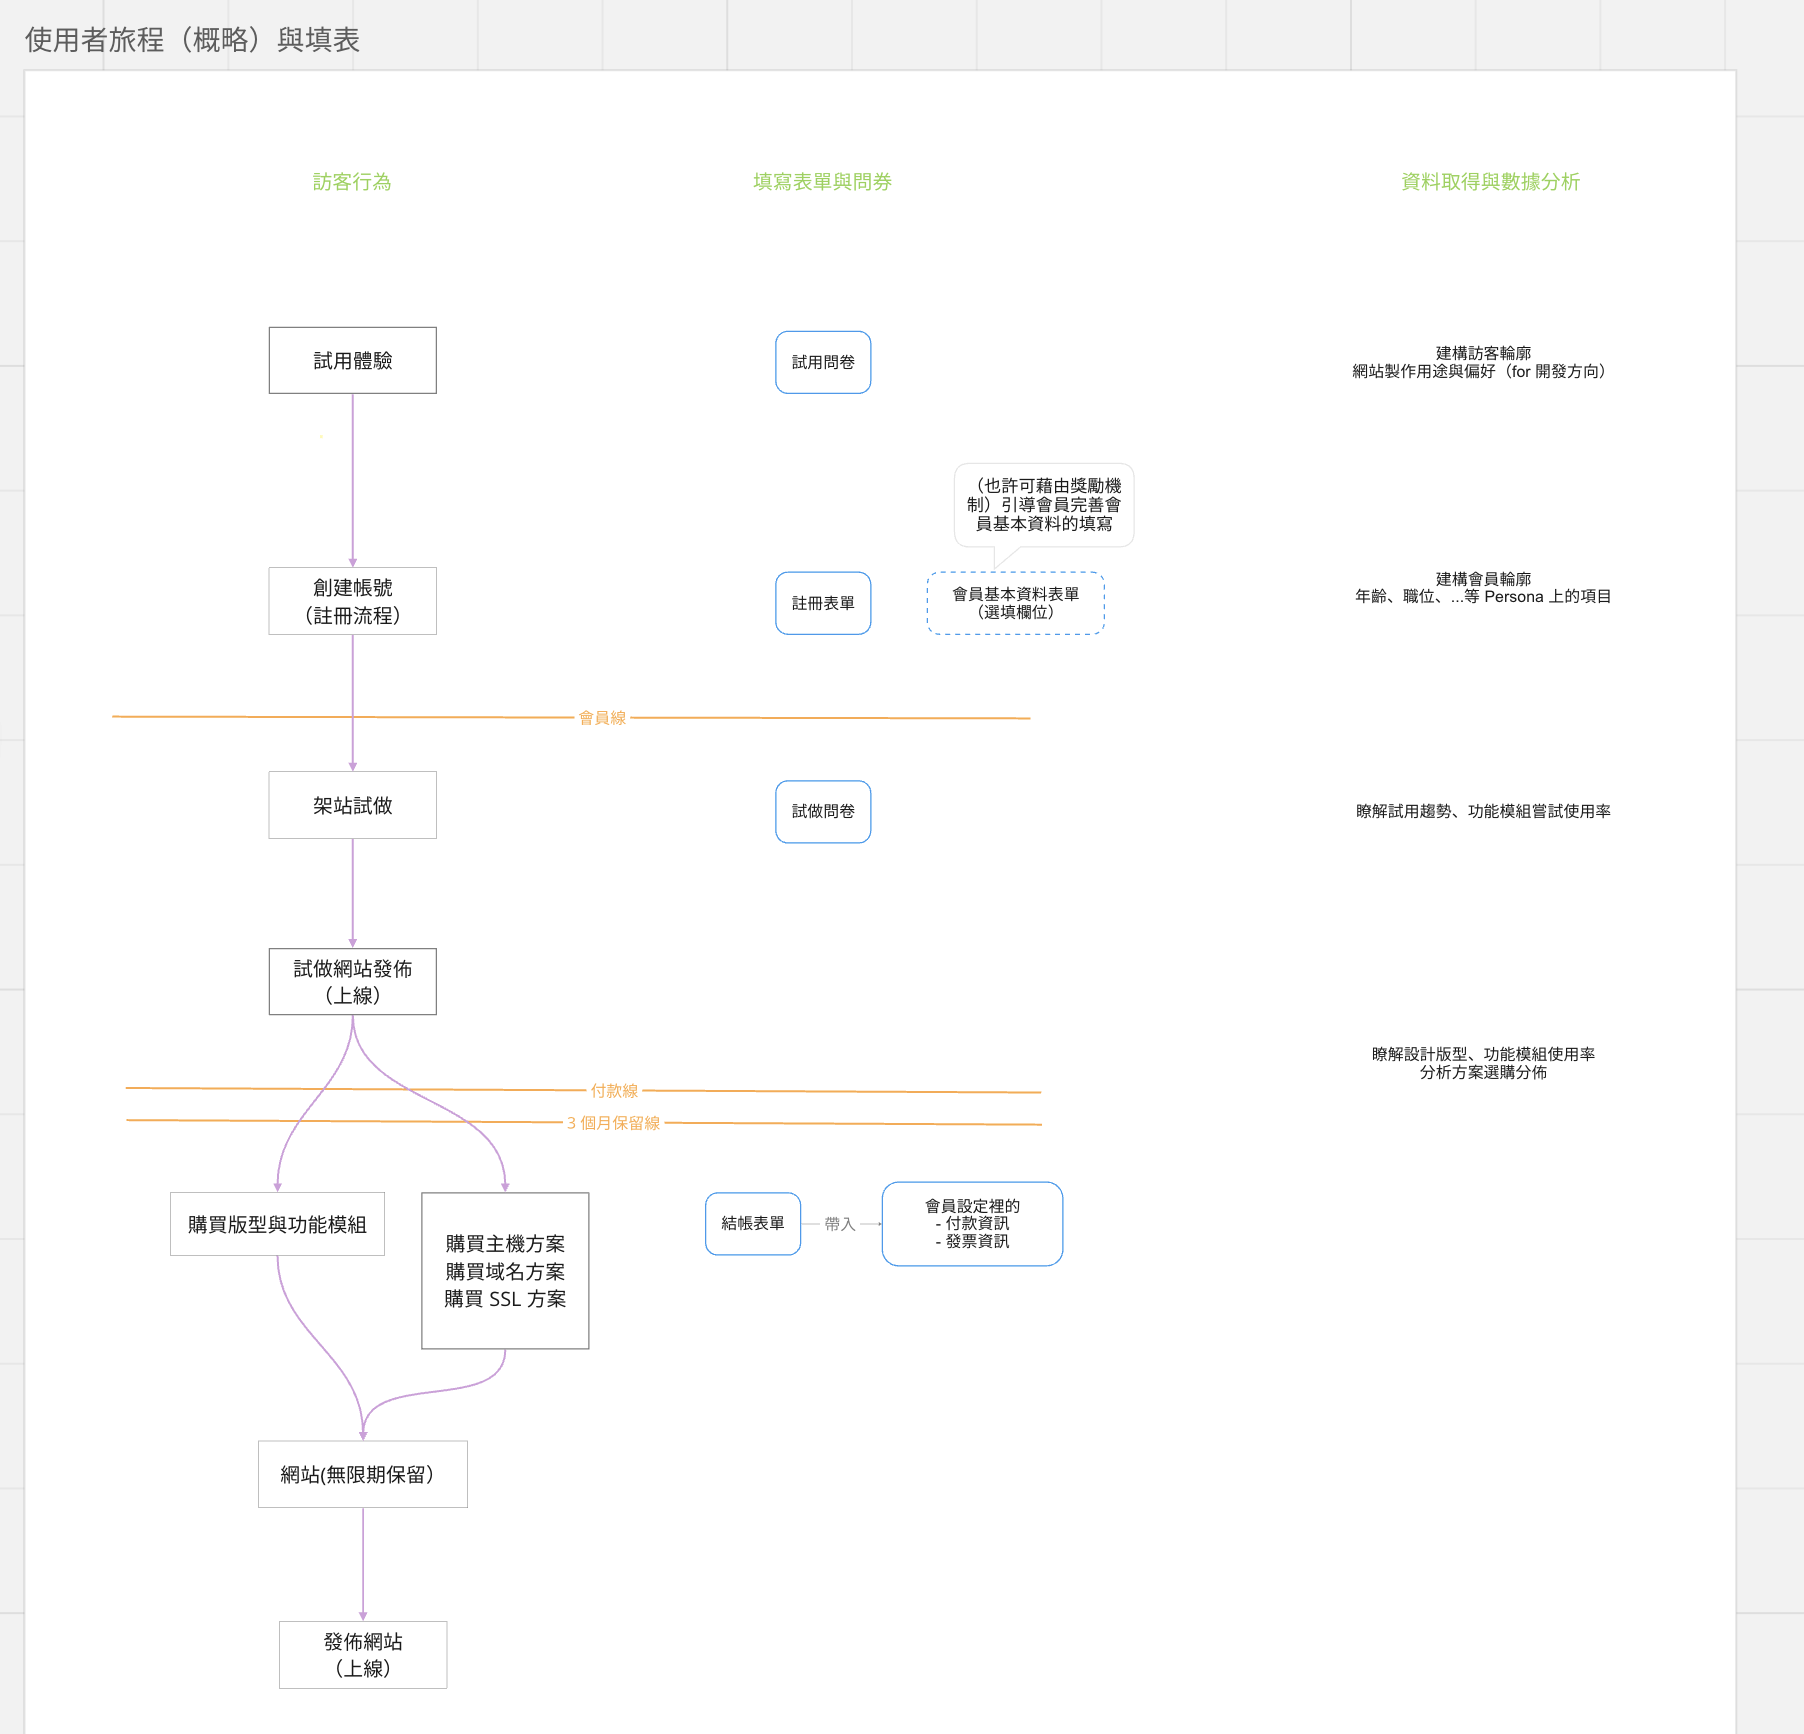 使用者旅程（概略）與填表
訪客行為
填寫表單與問券
資料取得與數據分析
試用體驗
試用問卷
建構訪客輪廓
網站製作用途與偏好（for 開發方向）
（也許可藉由獎勵機
制）引導會員完善會
員基本資料的填寫
創建帳號
（註冊流程）
註冊表單
會員基本資料表單
（選填欄位）
建構會員輪廓
年齡、職位、...等 Persona 上的項目
會員線
架站試做
試做問卷
瞭解試用趨勢、功能模組嘗試使用率
試做網站發佈
（上線）
瞭解設計版型、功能模組使用率
分析方案選購分佈
付款線
3 個月保留線
購買版型與功能模組
購買主機方案
購買域名方案
購買 SSL 方案
結帳表單
帶入
會員設定裡的
- 付款資訊
- 發票資訊
網站(無限期保留）
發佈網站
（上線）